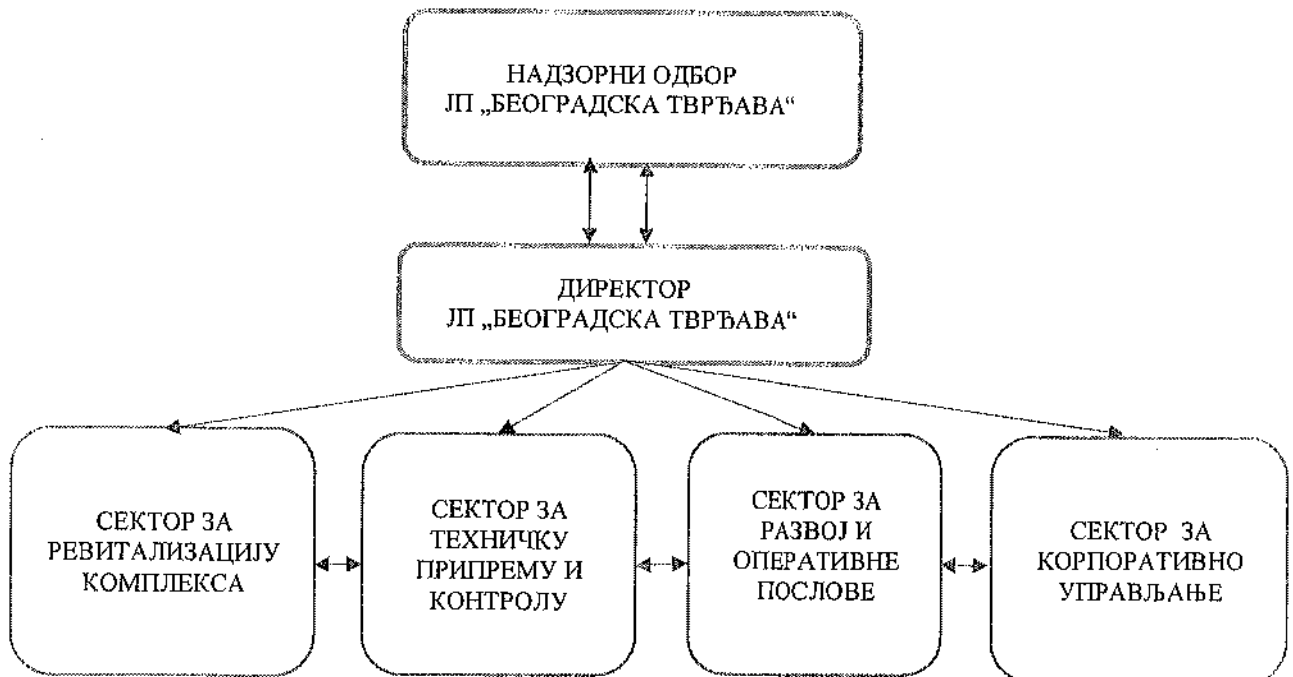 НАДЗОРНИ ОДБОР
ЈП „БЕОГРАДСКА ТВРЂАВА“
ДИРЕКТОР
ЈП „БЕОГРАДСКА ТВРЂАВА“
СЕКТОР ЗА
РЕВИТАЛИЗАЦИЈУ
КОМПЛЕКСА
СЕКТОР ЗА
ТЕХНИЧКУ
ПРИПРЕМУ И
КОНТРОЛУ
СЕКТОР ЗА
РАЗВОЈ И
ОПЕРАТИВНЕ
ПОСЛОВЕ
СЕКТОР ЗА
КОРПОРАТИВНО
УПРАВЉАЊЕ